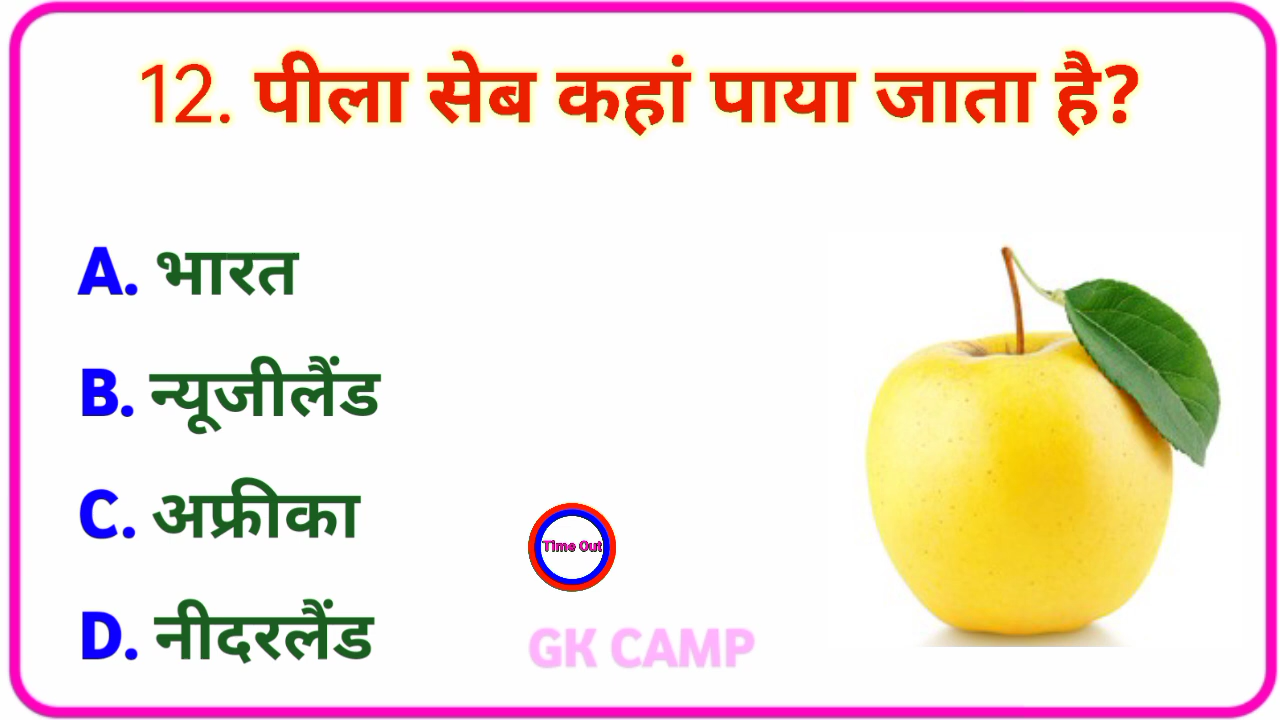 12. पीला सेब कहां पाया जाता है?
A. भारत
B. न्यूजीलैंड
C. अफ्रीका
D. नीदरलैंड
Time Out
GK CAMP